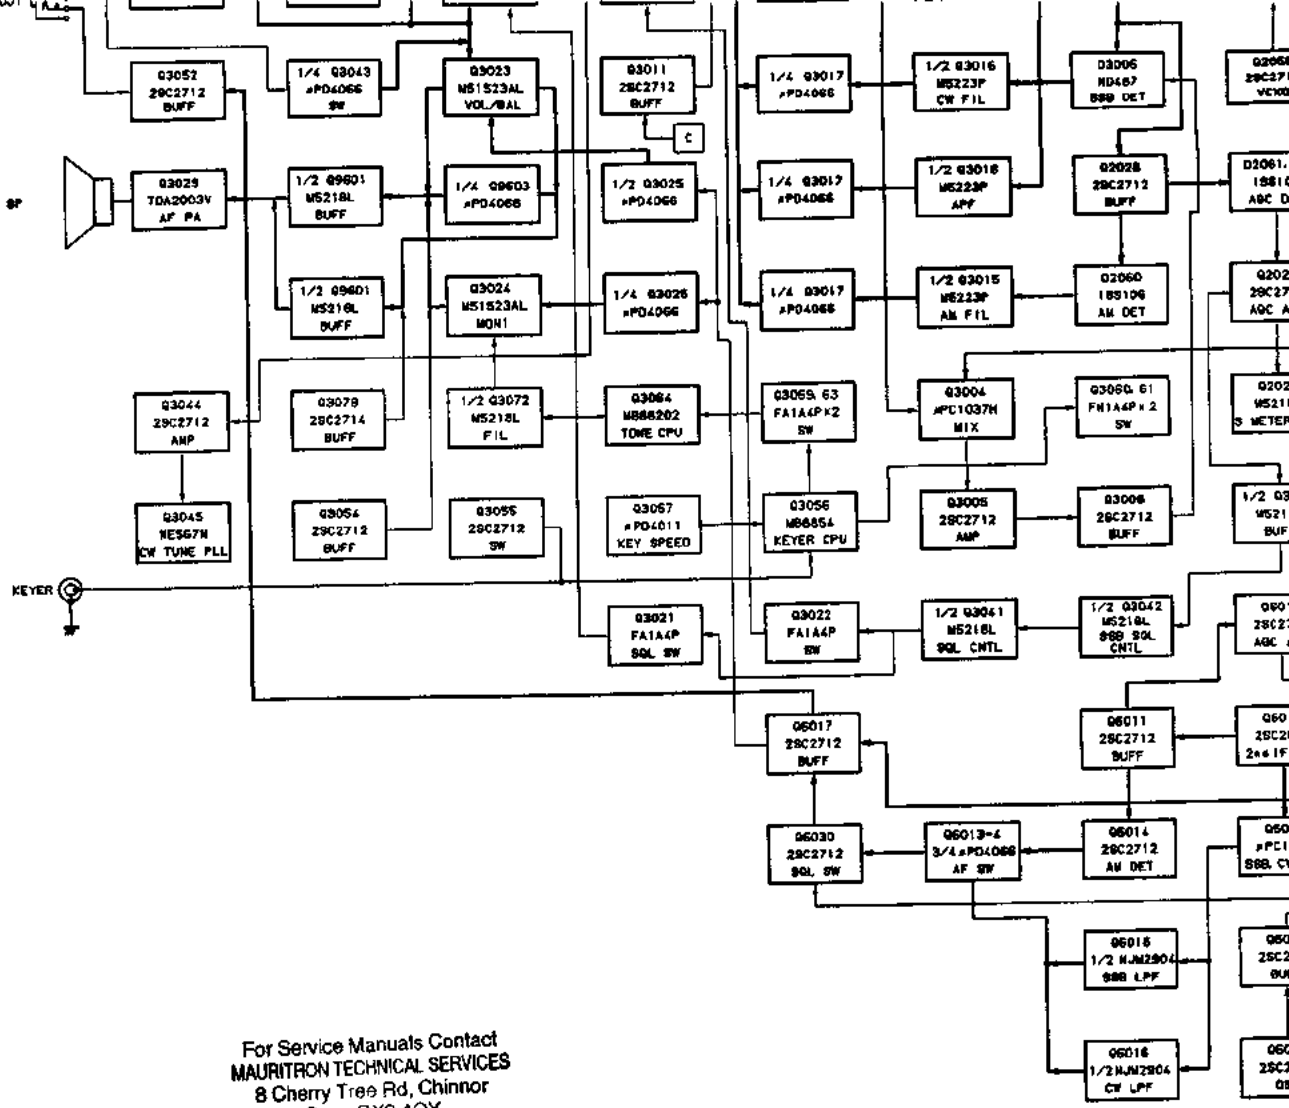 Q3052
2SC2712
BUFF
1/4 Q3043
µPD4066
SW
Q3023
M51523AL
VOL/BAL
Q3011
2SC2712
BUFF
1/4 Q3017
µPD4066
1/2 Q3016
M5223P
CW FIL
D3006
ND487
SSB DET
C
SP
Q3029
TDA2003V
AF PA
1/2 Q9601
M5218L
BUFF
1/4 Q9603
µPD4066
1/2 Q3025
µPD4066
1/4 Q3017
µPD4066
1/2 Q3018
M5223P
APF
Q2028
2SC2712
BUFF
1/2 Q9601
M5218L
BUFF
Q3024
M51523AL
MONI
1/4 Q3026
µPD4066
1/4 Q3017
µPD4066
1/2 Q3015
M5223P
AM FIL
D2060
1SS106
AM DET
Q3044
2SC2712
AMP
Q3078
2SC2714
BUFF
1/2 Q3072
M5218L
FIL
Q3064
M888202
TONE CPU
Q3059, 63
FA1A4P×2
SW
Q3004
µPC1037H
MIX
Q3060, 61
FN1A4P×2
SW
S METER
Q3045
NE567N
CW TUNE PLL
Q3054
2SC2712
BUFF
Q3055
2SC2712
SW
Q3057
µPD4011
KEY SPEED
Q3056
M88854
KEYER CPU
Q3005
2SC2712
AMP
Q3006
2SC2712
BUFF
KEYER
Q3021
FA1A4P
SQL SW
Q3022
FA1A4P
SW
1/2 Q3041
M5218L
SQL CNTL
1/2 Q3042
M5218L
SSB SQL
CNTL
Q6017
2SC2712
BUFF
Q6011
2SC2712
BUFF
Q6030
2SC2712
SQL SW
Q6013-4
3/4 µPD4066
AF SW
Q6014
2SC2712
AM DET
Q6015
1/2 NJM2904
SSB LPF
Q6016
1/2 NJM2904
CW LPF
For Service Manuals Contact
MAURITRON TECHNICAL SERVICES
8 Cherry Tree Rd, Chinnor